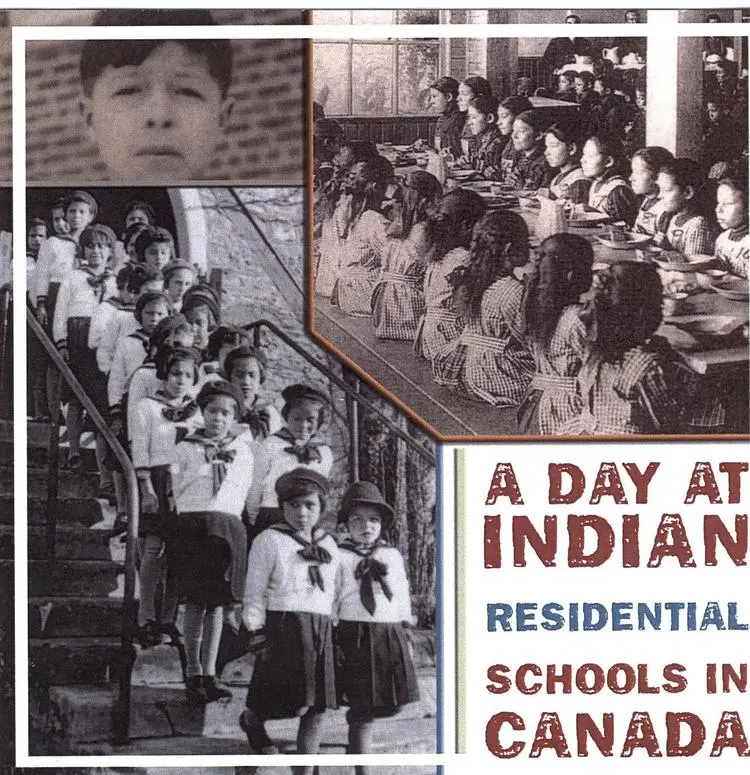 A DAY AT
INDIAN
RESIDENTIAL
SCHOOLS IN
CANADA